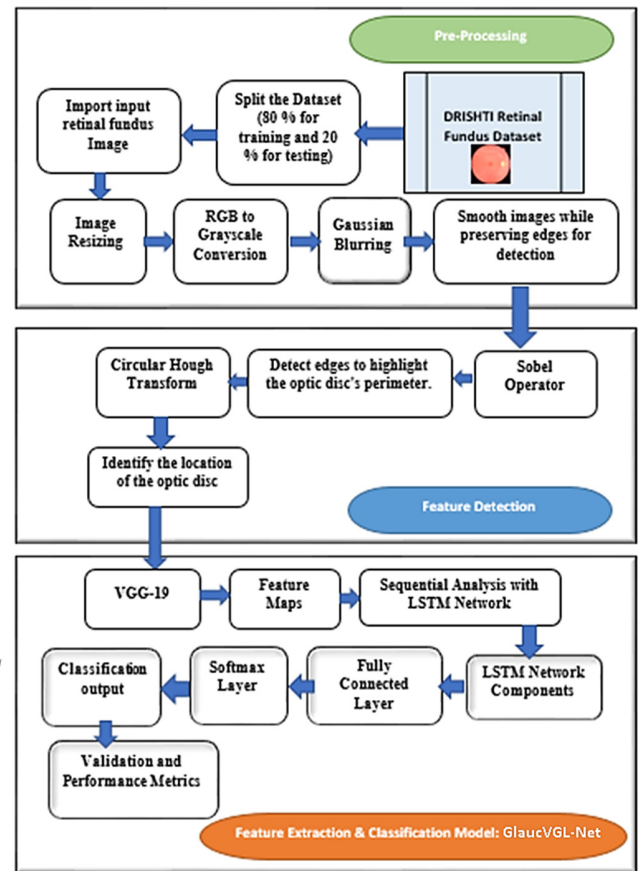 Pre-Processing
DRISHTI Retinal
Fundus Dataset
Split the Dataset
(80 % for
training and 20
% for testing)
Import input
retinal fundus
Image
Image
Resizing
RGB to
Grayscale
Conversion
Gaussian
Blurring
Smooth images while
preserving edges for
detection
Sobel
Operator
Detect edges to highlight
the optic disc's perimeter.
Circular Hough
Transform
Identify the location
of the optic disc
Feature Detection
VGG-19
Feature
Maps
Sequential Analysis with
LSTM Network
LSTM Network
Components
Fully
Connected
Layer
Softmax
Layer
Classification
output
Validation and
Performance Metrics
Feature Extraction & Classification Model: GlaucVGL-Net